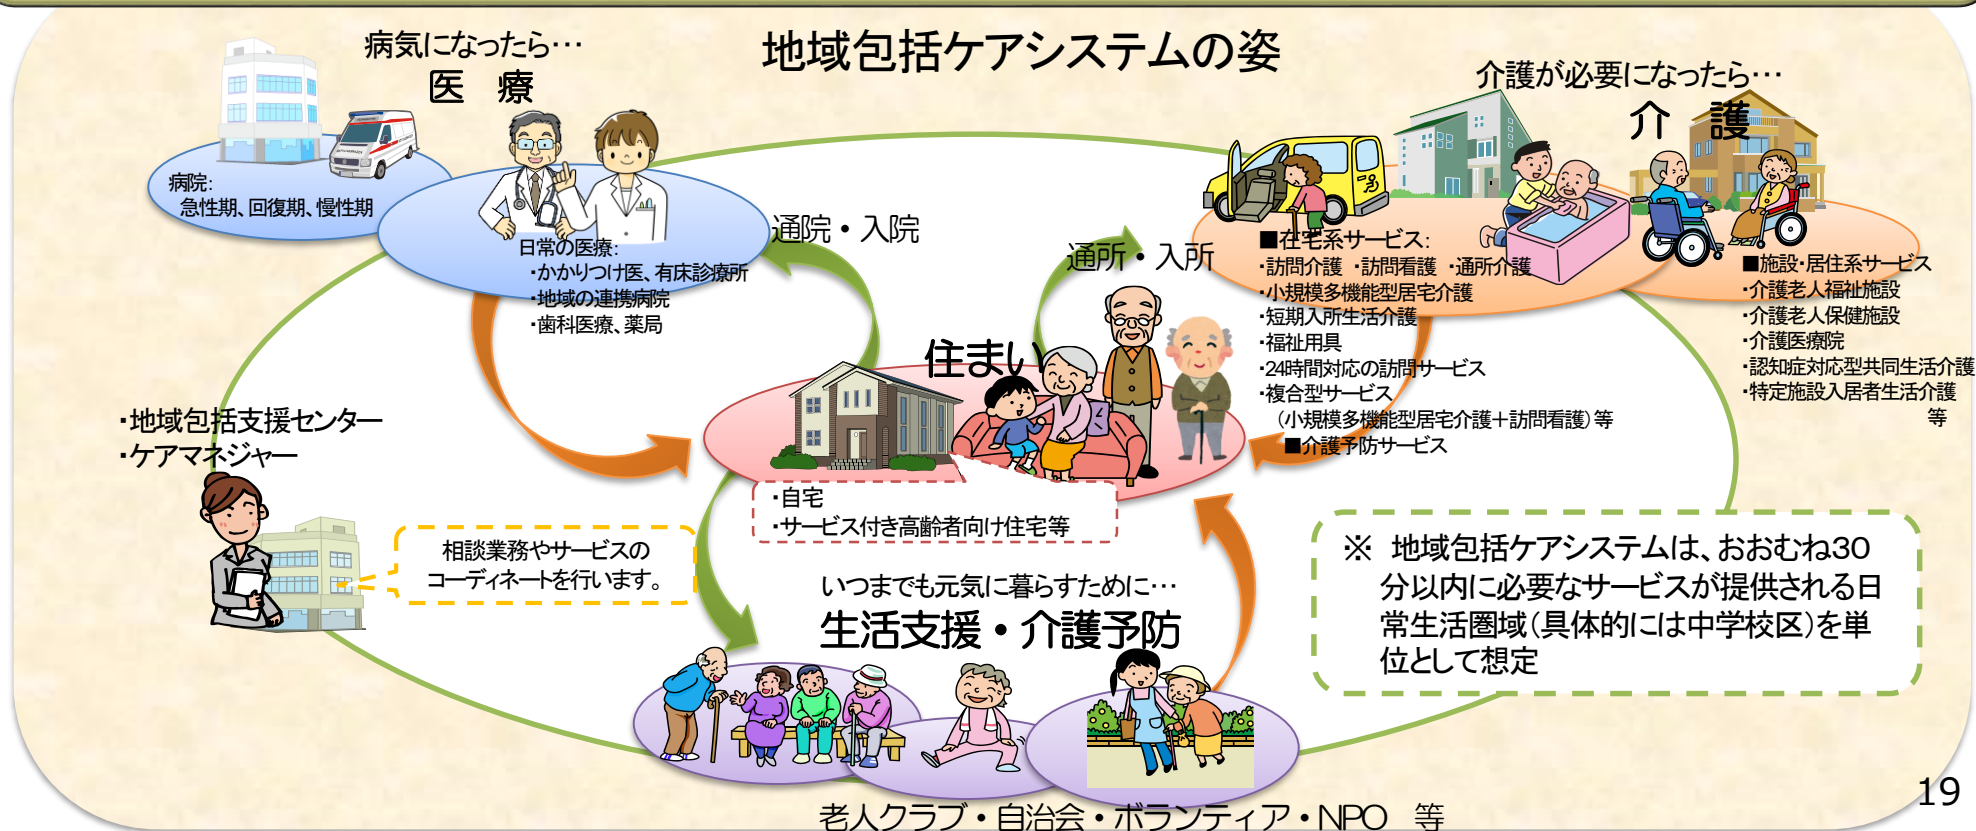 地域包括ケアシステムの姿
病気になったら…
医 療
病院:
急性期、回復期、慢性期
日常の医療:
・かかりつけ医、有床診療所
・地域の連携病院
・歯科医療、薬局
通院・入院
通所・入所
介護が必要になったら…
介 護
■在宅系サービス:
・訪問介護 ・訪問看護 ・通所介護
・小規模多機能型居宅介護
・短期入所生活介護
・福祉用具
・24時間対応の訪問サービス
・複合型サービス
(小規模多機能型居宅介護+訪問看護)等
■介護予防サービス
■施設・居住系サービス
・介護老人福祉施設
・介護老人保健施設
・介護医療院
・認知症対応型共同生活介護
・特定施設入居者生活介護
等
住まい
・自宅
・サービス付き高齢者向け住宅等
・地域包括支援センター
・ケアマネジャー
相談業務やサービスの
コーディネートを行います。
いつまでも元気に暮らすために…
生活支援・介護予防
老人クラブ・自治会・ボランティア・NPO 等
※ 地域包括ケアシステムは、おおむね30
分以内に必要なサービスが提供される日
常生活圏域(具体的には中学校区)を単
位として想定
19